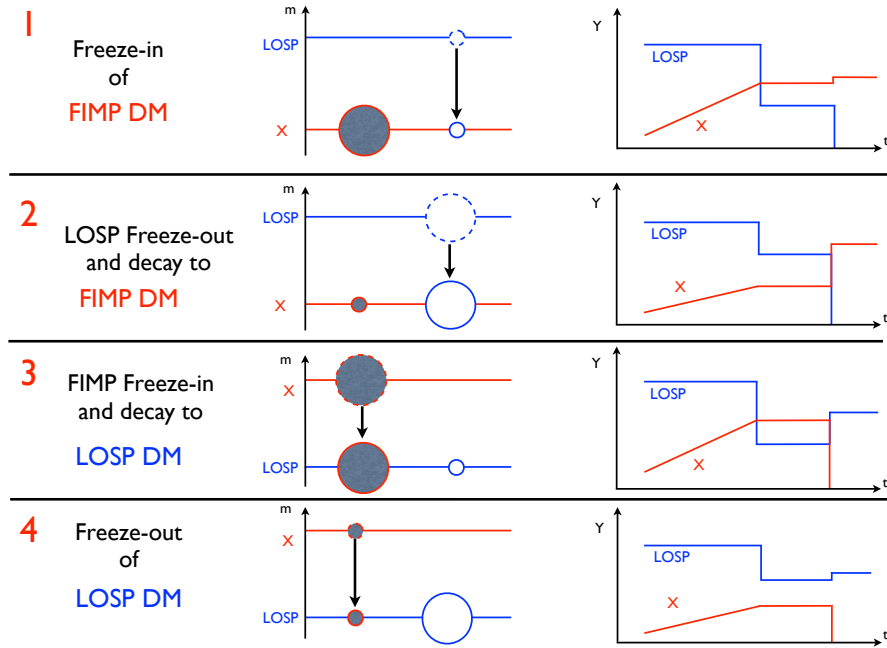 1
Freeze-in
of
FIMP DM
m
LOSP
X
Y
LOSP
X
t
2
LOSP Freeze-out
and decay to
FIMP DM
m
LOSP
X
Y
LOSP
X
t
3
FIMP Freeze-in
and decay to
LOSP DM
m
X
LOSP
Y
LOSP
X
t
4
Freeze-out
of
LOSP DM
m
X
LOSP
Y
LOSP
X
t